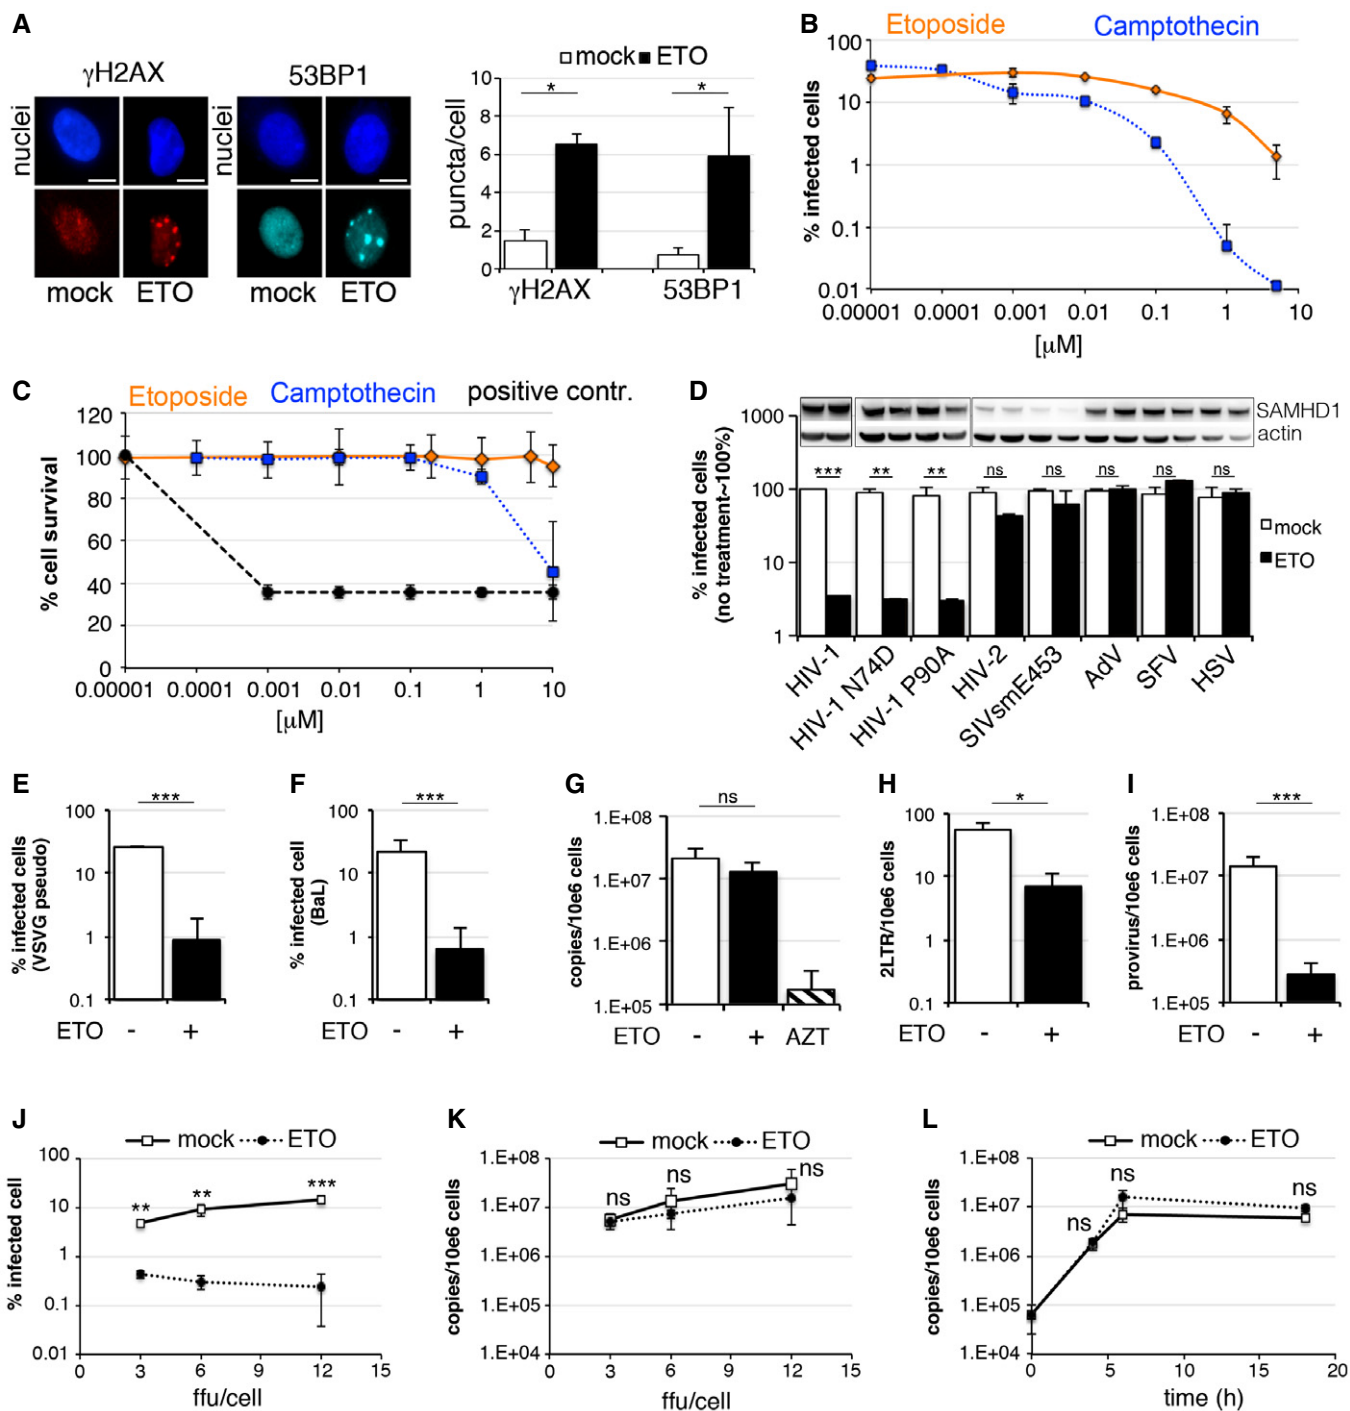 A
γH2AX
53BP1
nuclei
nuclei
mock
ETO
mock
ETO
mock ETO
puncta/cell
10
8
6
4
2
0
*
*
γH2AX
53BP1
B
Etoposide
Camptothecin
% infected cells
100
10
1
0.1
0.01
0.00001
0.0001
0.001
0.01
0.1
1
10
[µM]
C
Etoposide
Camptothecin
positive contr.
% cell survival
120
100
80
60
40
20
0
0.00001
0.0001
0.001
0.01
0.1
1
10
[µM]
D
SAMHD1
actin
% infected cells
(no treatment~100%)
1000
100
10
1
***
**
**
ns
ns
ns
ns
ns
mock
ETO
HIV-1
HIV-1 N74D
HIV-1 P90A
HIV-2
SIVsmE453
AdV
SFV
HSV
E
% infected cells
(VSVG pseudo)
100
10
1
0.1
***
ETO - +
F
% infected cell
(BaL)
100
10
1
0.1
***
ETO - +
G
copies/10e6 cells
1.E+08
1.E+07
1.E+06
1.E+05
ns
ETO - + AZT
H
2LTR/10e6 cells
100
10
1
0.1
*
ETO - +
I
provirus/10e6 cells
1.E+08
1.E+07
1.E+06
1.E+05
***
ETO - +
J
mock ETO
% infected cell
100
10
1
0.1
0.01
**
**
***
0 3 6 9 12 15
ffu/cell
K
mock ETO
copies/10e6 cells
1.E+08
1.E+07
1.E+06
1.E+05
1.E+04
ns
ns
ns
0 3 6 9 12 15
ffu/cell
L
mock ETO
copies/10e6 cells
1.E+08
1.E+07
1.E+06
1.E+05
1.E+04
ns
ns
ns
0 5 10 15 20
time (h)